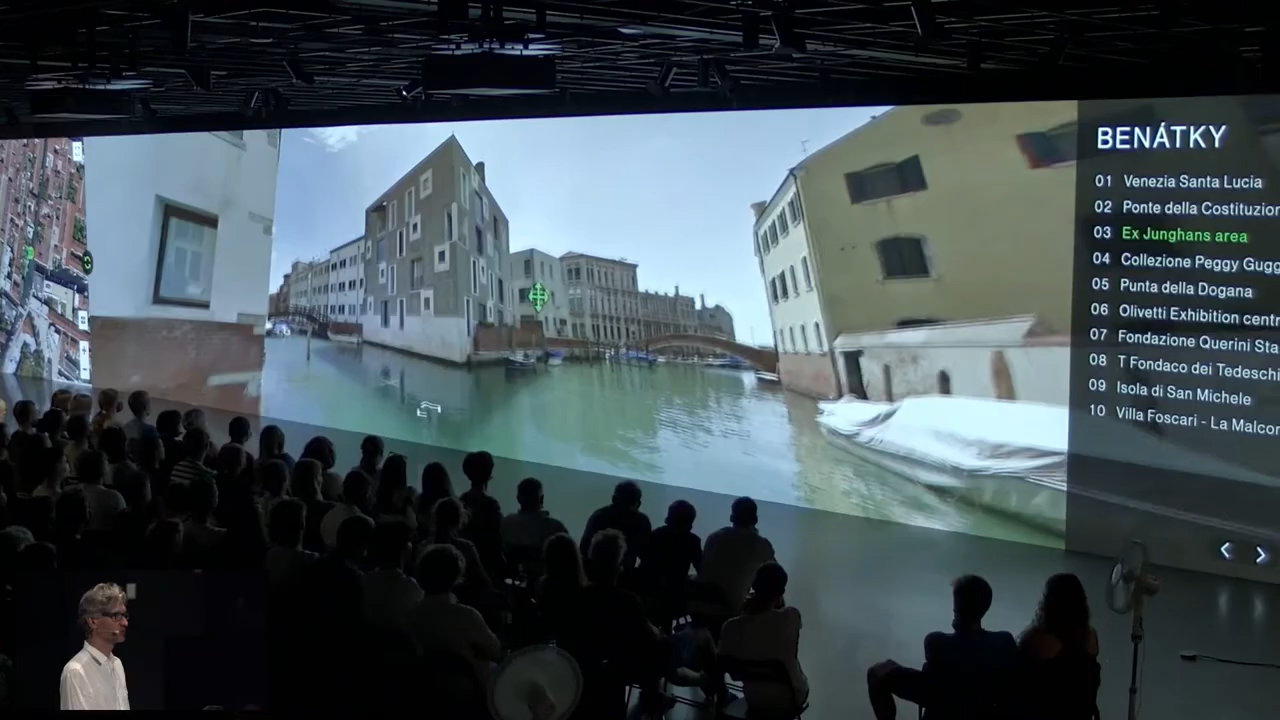 BENÁTKY
01 Venezia Santa Lucia
02 Ponte della Costituzion
03 Ex Junghans area
04 Collezione Peggy Gugg
05 Punta della Dogana
06 Olivetti Exhibition centr
07 Fondazione Querini Sta
08 T Fondaco dei Tedeschi
09 Isola di San Michele
10 Villa Foscari - La Malcon